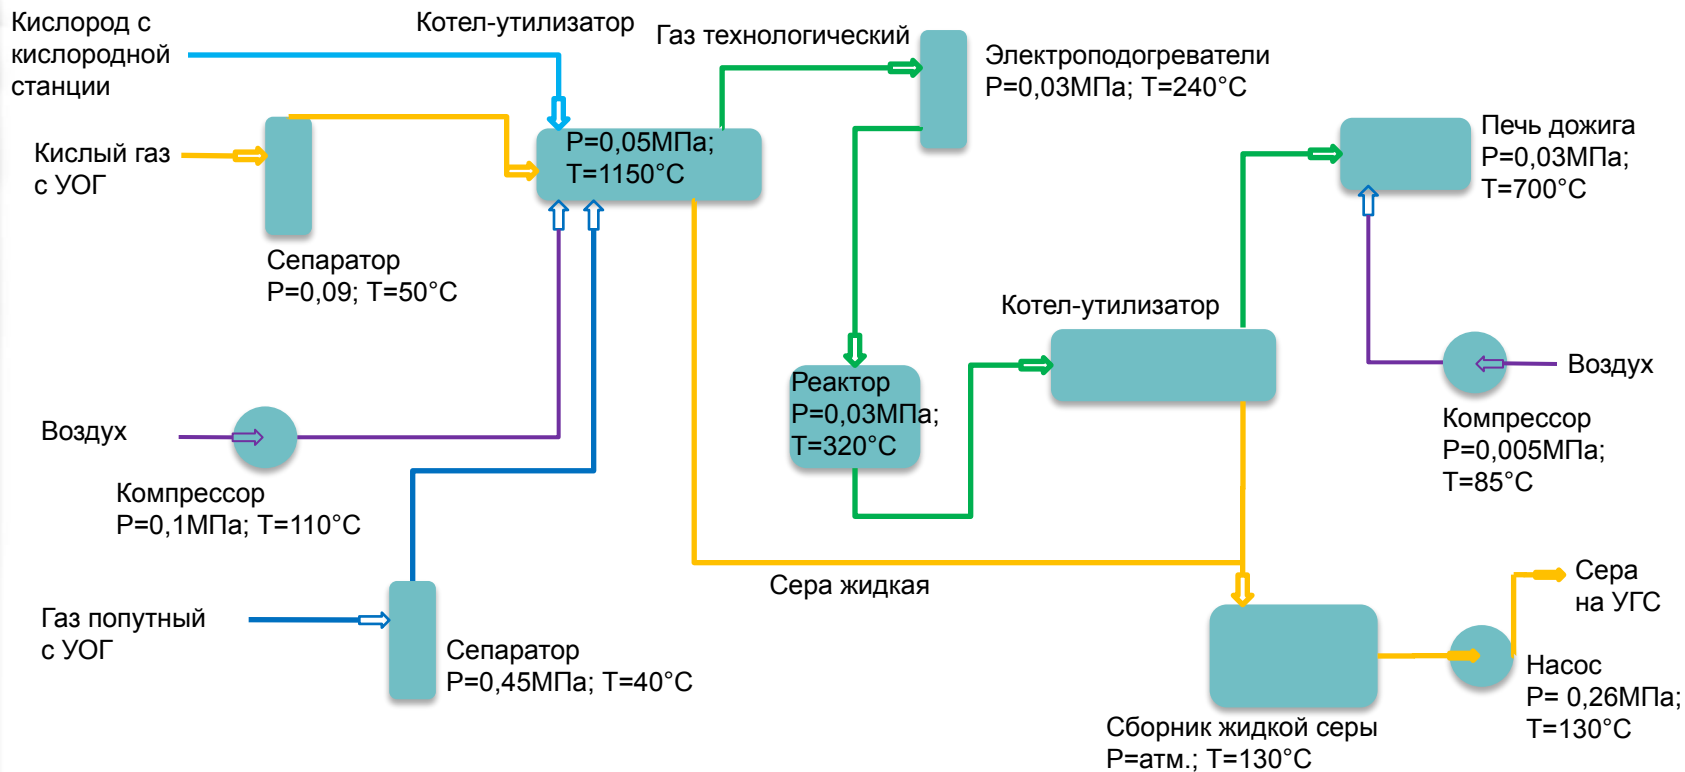 Кислород с
кислородной
станции
Котел-утилизатор
Газ технологический
Электроподогреватели
P=0,03МПа; T=240°C
P=0,05МПа;
T=1150°C
Печь дожига
P=0,03МПа;
T=700°C
Кислый газ
с УОГ
Сепаратор
P=0,09; T=50°C
Котел-утилизатор
Реактор
P=0,03МПа;
T=320°C
Воздух
Компрессор
P=0,005МПа;
T=85°C
Воздух
Компрессор
P=0,1МПа; T=110°C
Сера жидкая
Сера
на УГС
Газ попутный
с УОГ
Сепаратор
P=0,45МПа; T=40°C
Насос
P= 0,26МПа;
T=130°C
Сборник жидкой серы
P=атм.; T=130°C